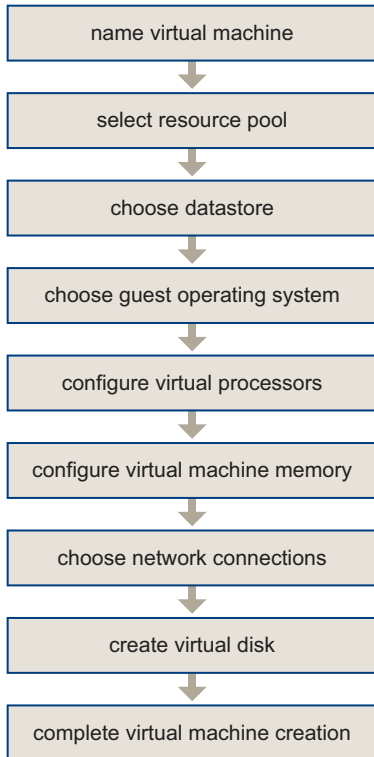 name virtual machine
select resource pool
choose datastore
choose guest operating system
configure virtual processors
configure virtual machine memory
choose network connections
create virtual disk
complete virtual machine creation